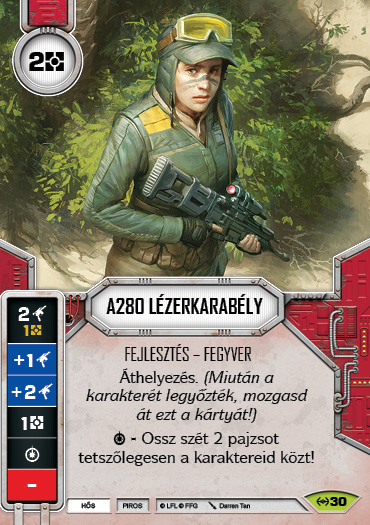 2
A280 LÉZERKARABÉLY
FEJLESZTÉS – FEGYVER
Áthelyezés. (Miután a
karakterét legyőzték, mozgasd
át ezt a kártyát!)
- Ossz szét 2 pajzsot
tetszőlegesen a karaktereid közt!
2
1
+1
+2
1
–
HŐS
PIROS
© LFL © FFG
Darren Tan
30